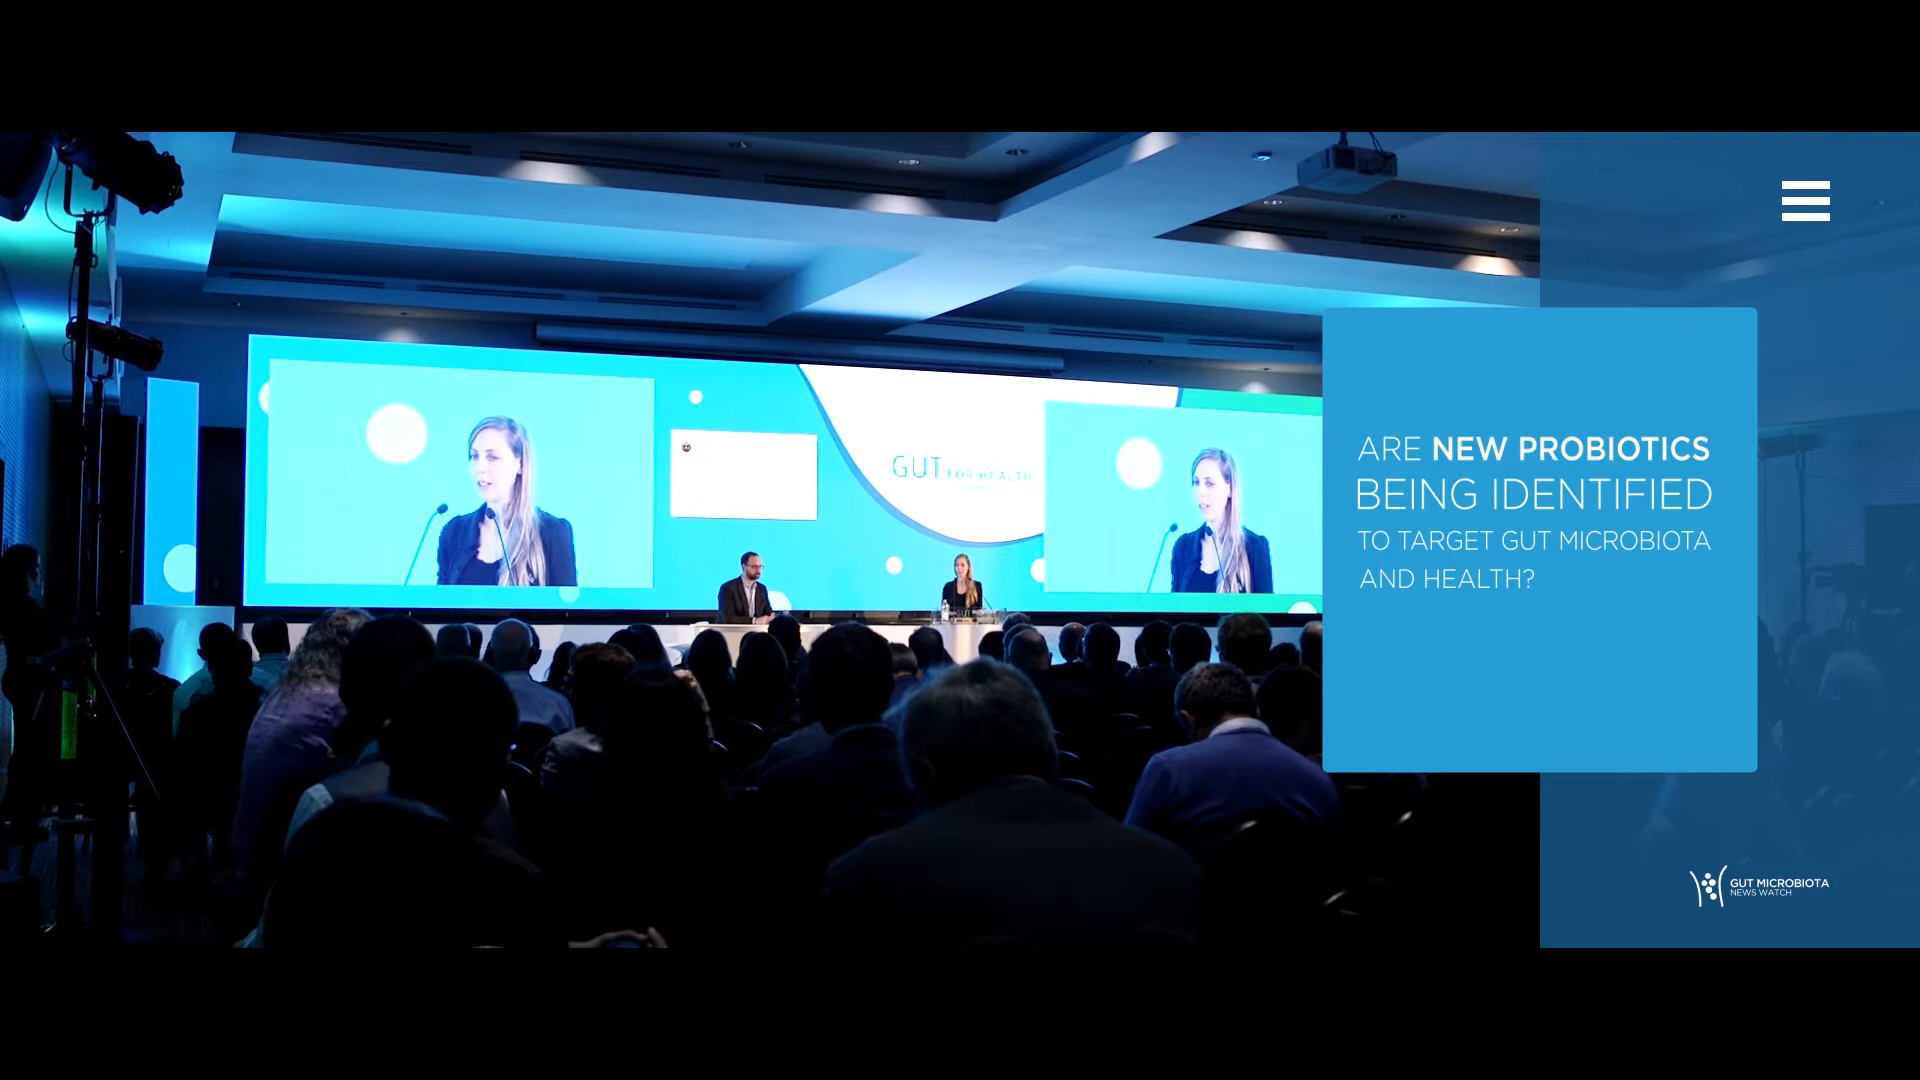 GUT FOR HEALTH
ARE NEW PROBIOTICS
BEING IDENTIFIED
TO TARGET GUT MICROBIOTA
AND HEALTH?
GUT MICROBIOTA
NEWS WATCH